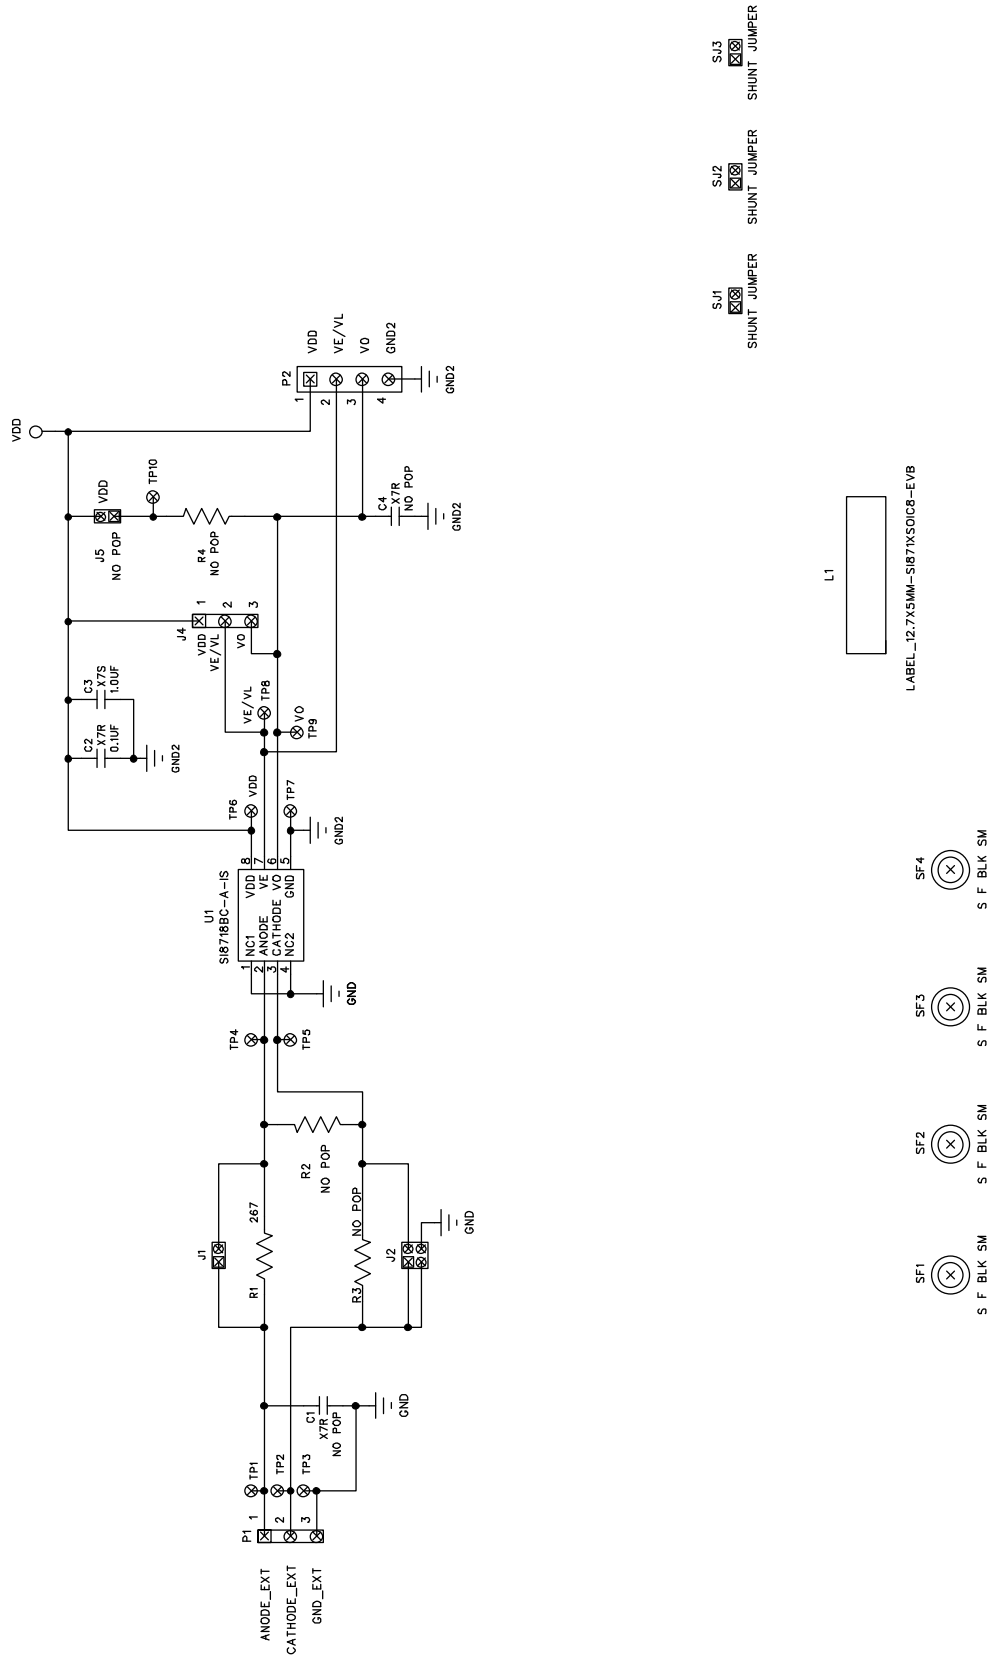 VDD
C2
X7R
0.1UF
C3
X7S
1.0UF
GND2
J5
VDD
NO POP
TP10
R4
NO POP
J4
1
2
3
VDD
VE/VL
VO
P2
1
2
3
4
VDD
VE/VL
VO
GND2
GND2
C4
X7R
NO POP
GND2
VE/VL
TP8
VO
TP9
TP6
VDD
TP7
GND2
U1
SI8718BC-A-IS
1
2
3
4
NC1
ANODE
CATHODE
NC2
VDD
VE
VO
GND
8
7
6
5
GND
TP4
TP5
J1
R1
267
R2
NO POP
R3
NO POP
J2
GND
C1
X7R
NO POP
GND
TP1
TP2
TP3
P1
1
2
3
ANODE_EXT
CATHODE_EXT
GND_EXT
SJ1
SHUNT JUMPER
SJ2
SHUNT JUMPER
SJ3
SHUNT JUMPER
L1
LABEL_12.7X5MM-SI871XSOIC8-EVB
SF1
S F BLK SM
SF2
S F BLK SM
SF3
S F BLK SM
SF4
S F BLK SM